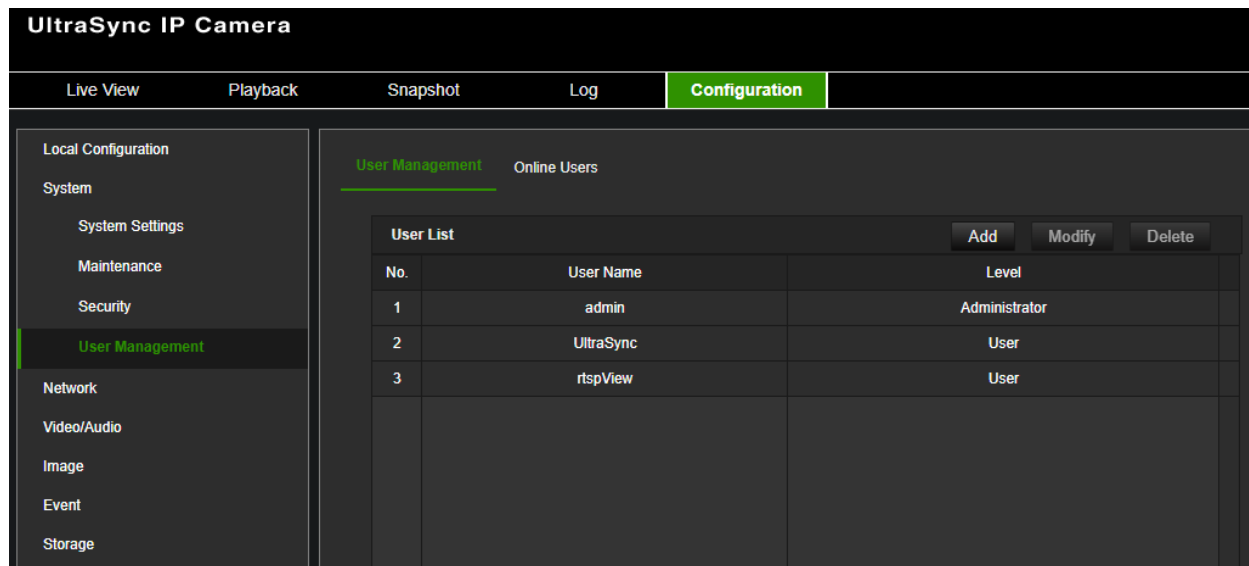 UltraSync IP Camera
Live View Playback Snapshot Log Configuration
Local Configuration
System
System Settings
Maintenance
Security
User Management
Network
Video/Audio
Image
Event
Storage
User Management Online Users
User List Add Modify Delete
No. User Name Level
1 admin Administrator
2 UltraSync User
3 rtspView User